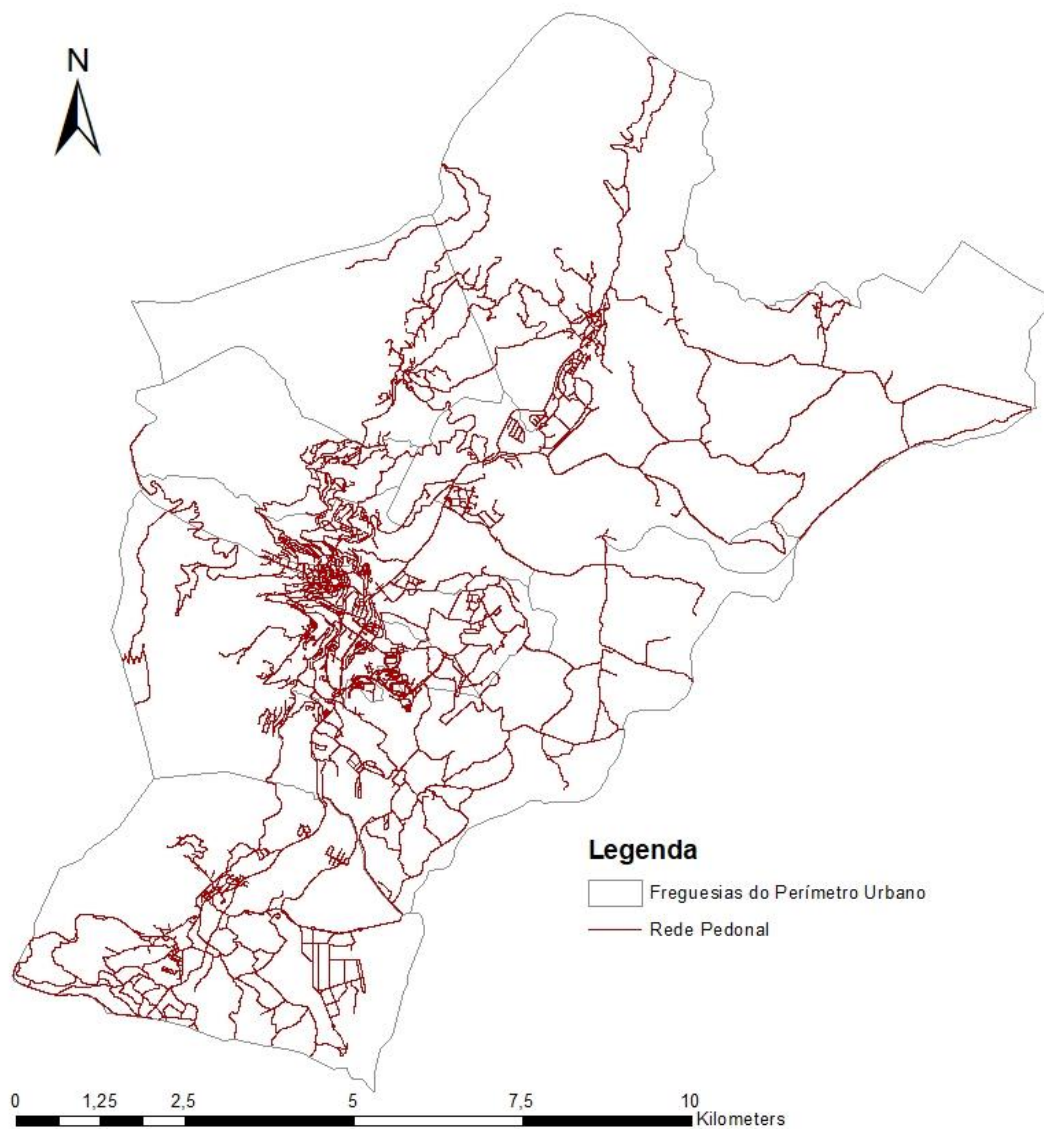 N
Legenda
Freguesias do Perímetro Urbano
Rede Pedonal
0 1,25 2,5 5 7,5 10
Kilometers